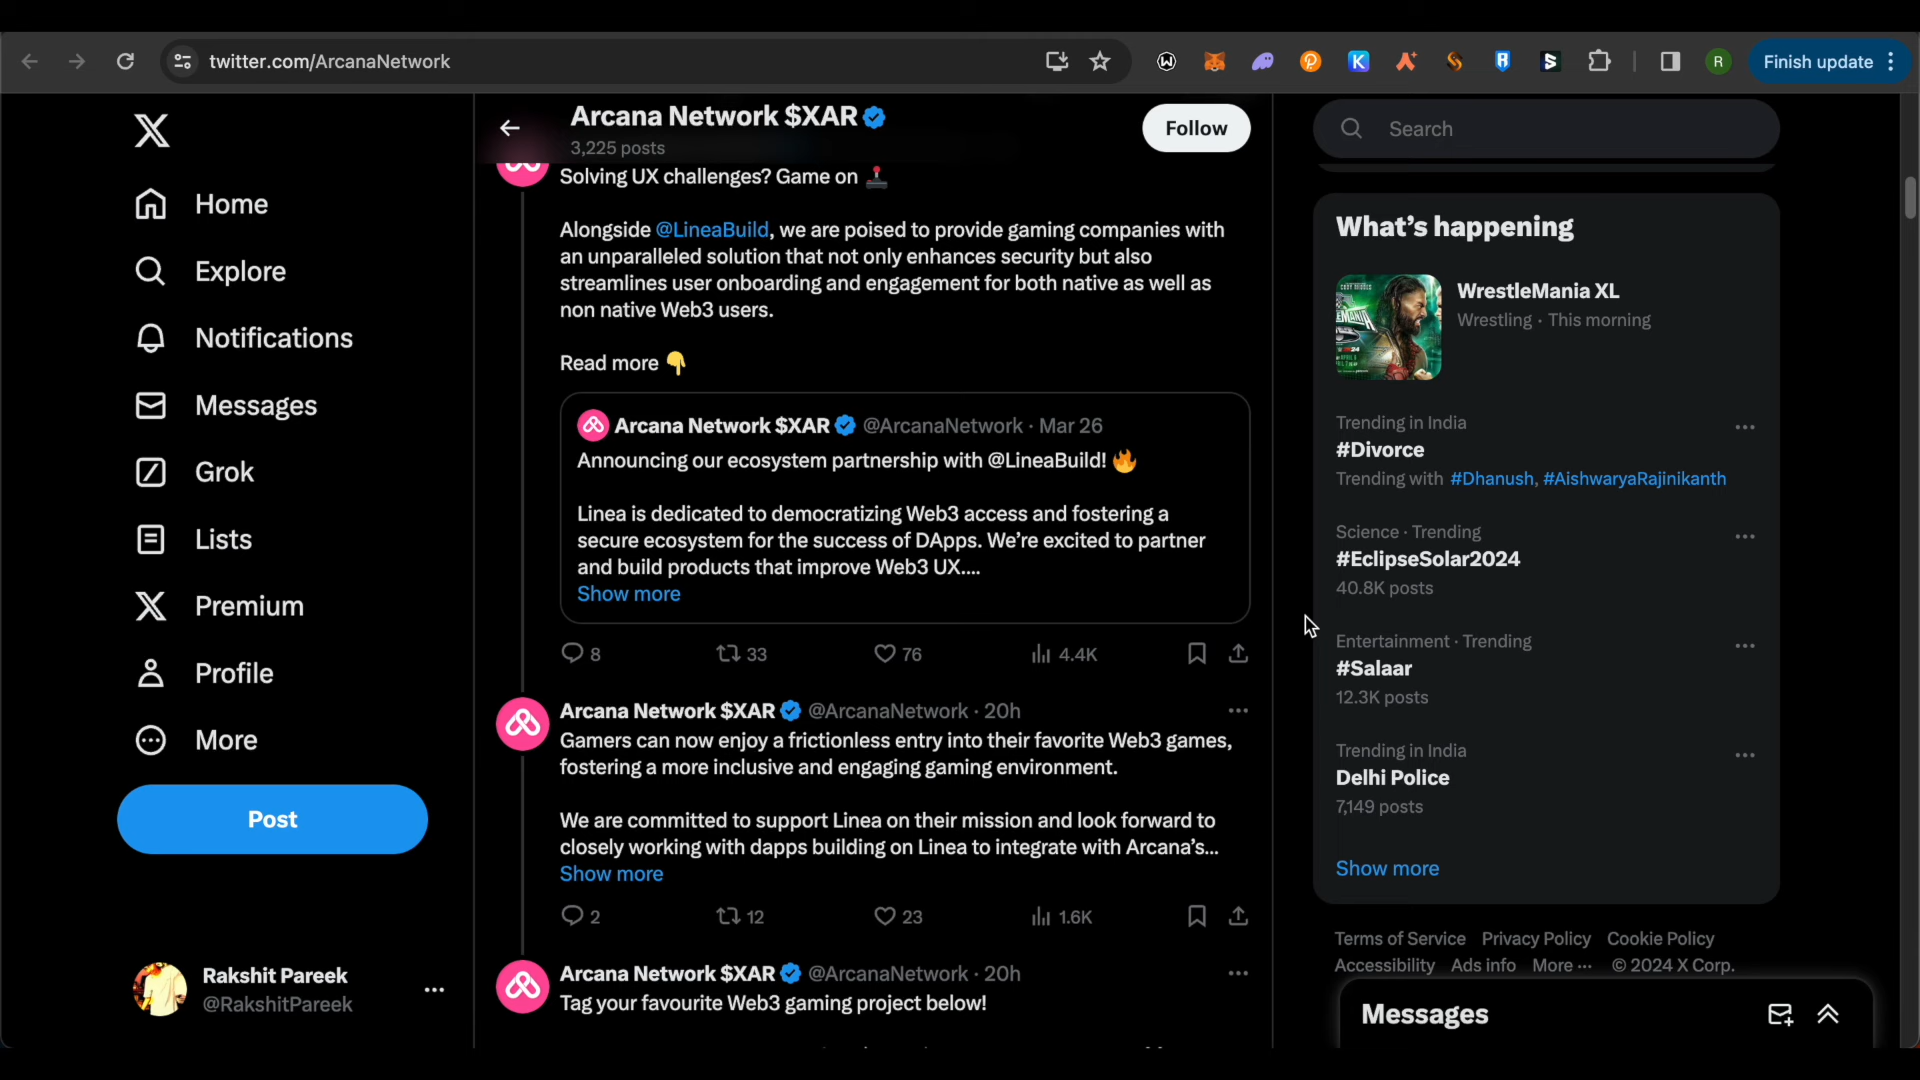 twitter.com/ArcanaNetwork
R
Finish update
Home
Explore
Notifications
Messages
Grok
Lists
Premium
Profile
More
Post
Rakshit Pareek
@RakshitPareek
Arcana Network $XAR
3,225 posts
Follow
Solving UX challenges? Game on 🕹️
Alongside @LineaBuild, we are poised to provide gaming companies with
an unparalleled solution that not only enhances security but also
streamlines user onboarding and engagement for both native as well as
non native Web3 users.
Read more 👇
Arcana Network $XAR @ArcanaNetwork · Mar 26
Announcing our ecosystem partnership with @LineaBuild! 🔥
Linea is dedicated to democratizing Web3 access and fostering a
secure ecosystem for the success of DApps. We’re excited to partner
and build products that improve Web3 UX....
Show more
8 33 76 4.4K
Arcana Network $XAR @ArcanaNetwork · 20h
Gamers can now enjoy a frictionless entry into their favorite Web3 games,
fostering a more inclusive and engaging gaming environment.
We are committed to support Linea on their mission and look forward to
closely working with dapps building on Linea to integrate with Arcana’s...
Show more
2 12 23 1.6K
Arcana Network $XAR @ArcanaNetwork · 20h
Tag your favourite Web3 gaming project below!
Search
What’s happening
WrestleMania XL
Wrestling · This morning
Trending in India
#Divorce
Trending with #Dhanush, #AishwaryaRajinikanth
Science · Trending
#EclipseSolar2024
40.8K posts
Entertainment · Trending
#Salaar
12.3K posts
Trending in India
Delhi Police
7,149 posts
Show more
Terms of Service Privacy Policy Cookie Policy
Accessibility Ads info More ··· © 2024 X Corp.
Messages